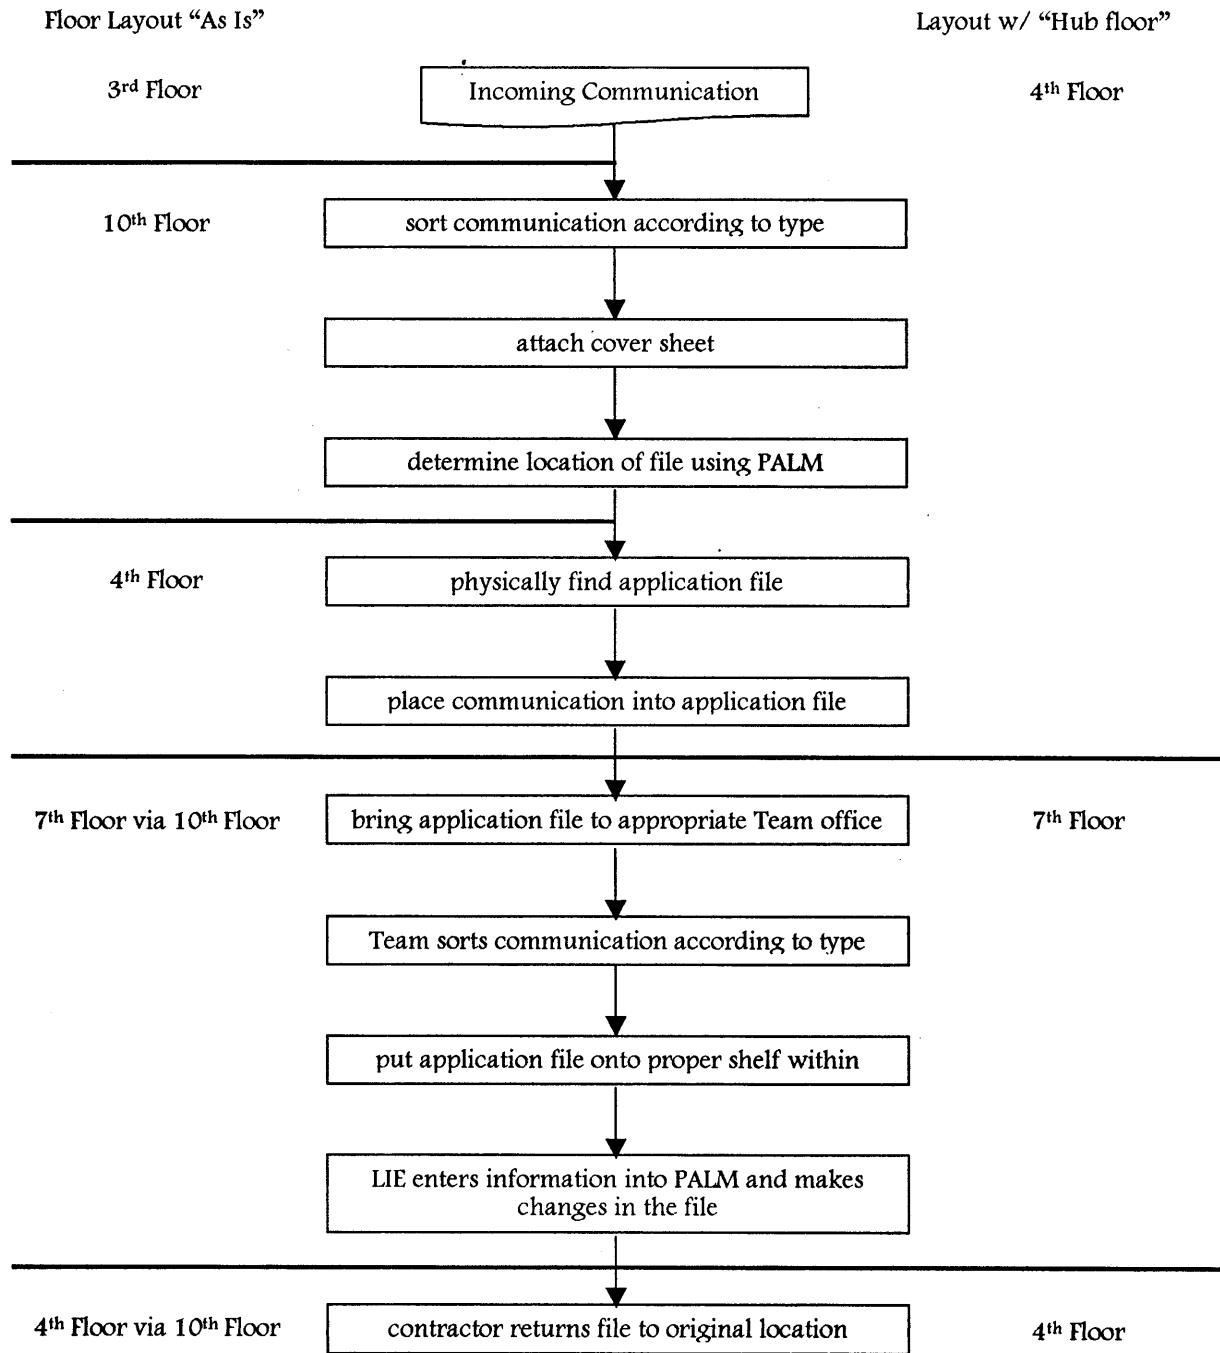 Floor Layout "As Is"
Layout w/ "Hub floor"
3rd Floor
Incoming Communication
4th Floor
10th Floor
sort communication according to type
attach cover sheet
determine location of file using PALM
4th Floor
physically find application file
place communication into application file
7th Floor via 10th Floor
bring application file to appropriate Team office
7th Floor
Team sorts communication according to type
put application file onto proper shelf within
LIE enters information into PALM and makes
changes in the file
4th Floor via 10th Floor
contractor returns file to original location
4th Floor